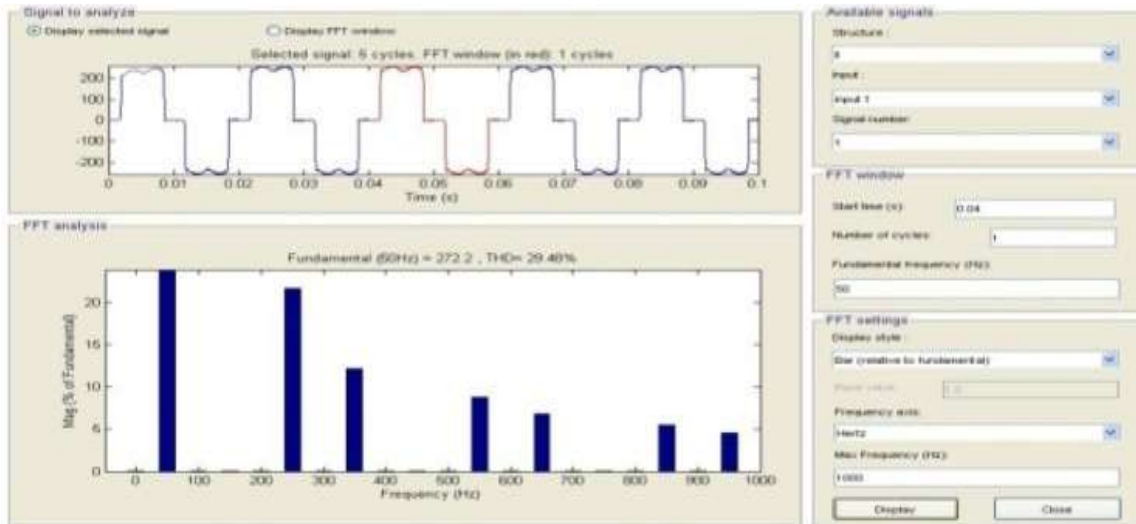 Signal to analyze
Display selected signal
Display FFT window
Selected signal: 5 cycles. FFT window (in red): 1 cycles
200
100
0
-100
-200
0 0.01 0.02 0.03 0.04 0.05 0.06 0.07 0.08 0.09 0.1
Time (s)
FFT analysis
Fundamental (50Hz) = 272.2 , THD= 29.48%
20
15
10
5
0
Mag (% of Fundamental)
0 100 200 300 400 500 600 700 800 900 1000
Frequency (Hz)
Available signals
Structure :
Input :
input 1
Signal number:
1
FFT window
Start time (s):
0.04
Number of cycles:
1
Fundamental frequency (Hz):
50
FFT settings
Display style :
Bar (relative to fundamental)
Base value:
1.0
Frequency axis:
Hertz
Max Frequency (Hz):
1000
Display
Close